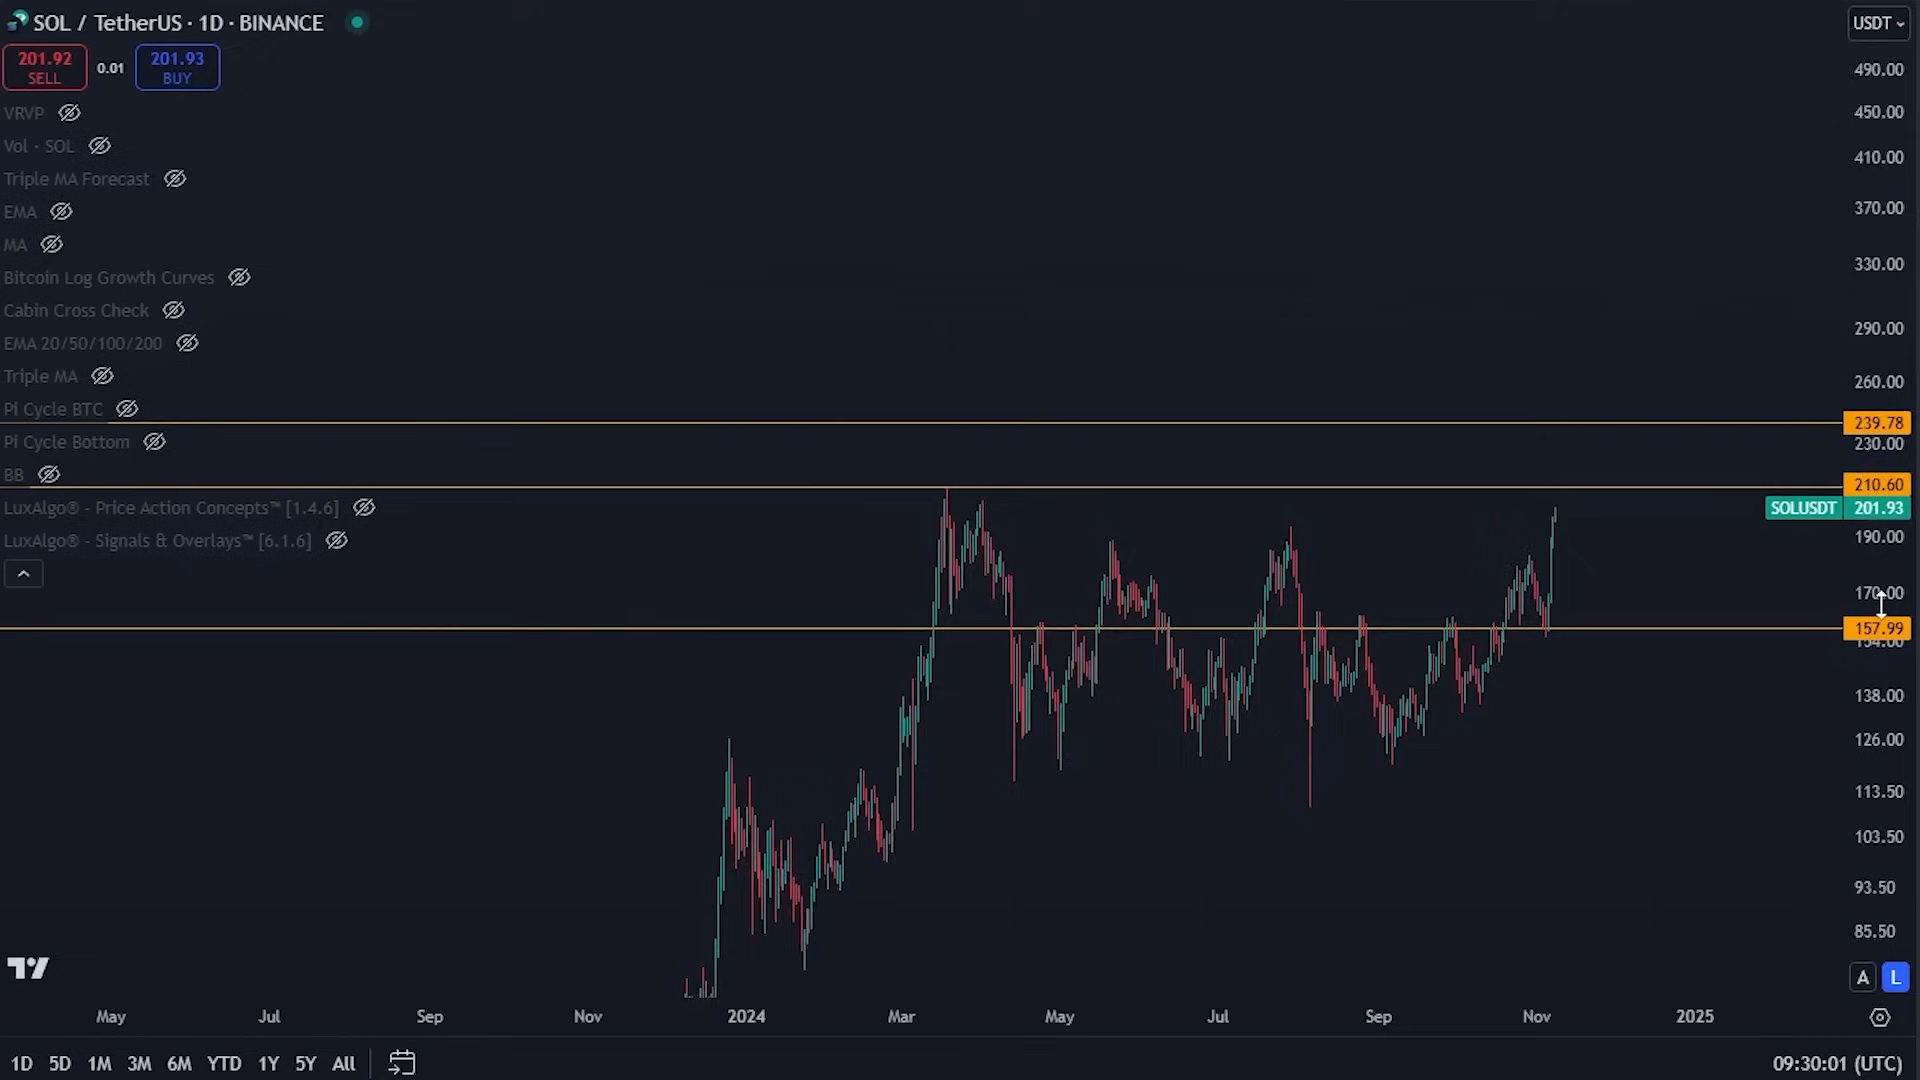 SOL / TetherUS · 1D · BINANCE
USDT
201.92
SELL
0.01
201.93
BUY
VRVP
Vol · SOL
Triple MA Forecast
EMA
MA
Bitcoin Log Growth Curves
Cabin Cross Check
EMA 20/50/100/200
Triple MA
Pi Cycle BTC
Pi Cycle Bottom
BB
LuxAlgo® - Price Action Concepts™ [1.4.6]
LuxAlgo® - Signals & Overlays™ [6.1.6]
490.00
450.00
410.00
370.00
330.00
290.00
260.00
239.78
230.00
210.60
SOLUSDT 201.93
190.00
170.00
157.99
154.00
138.00
126.00
113.50
103.50
93.50
85.50
A L
May Jul Sep Nov 2024 Mar May Jul Sep Nov 2025
1D 5D 1M 3M 6M YTD 1Y 5Y All
09:30:01 (UTC)